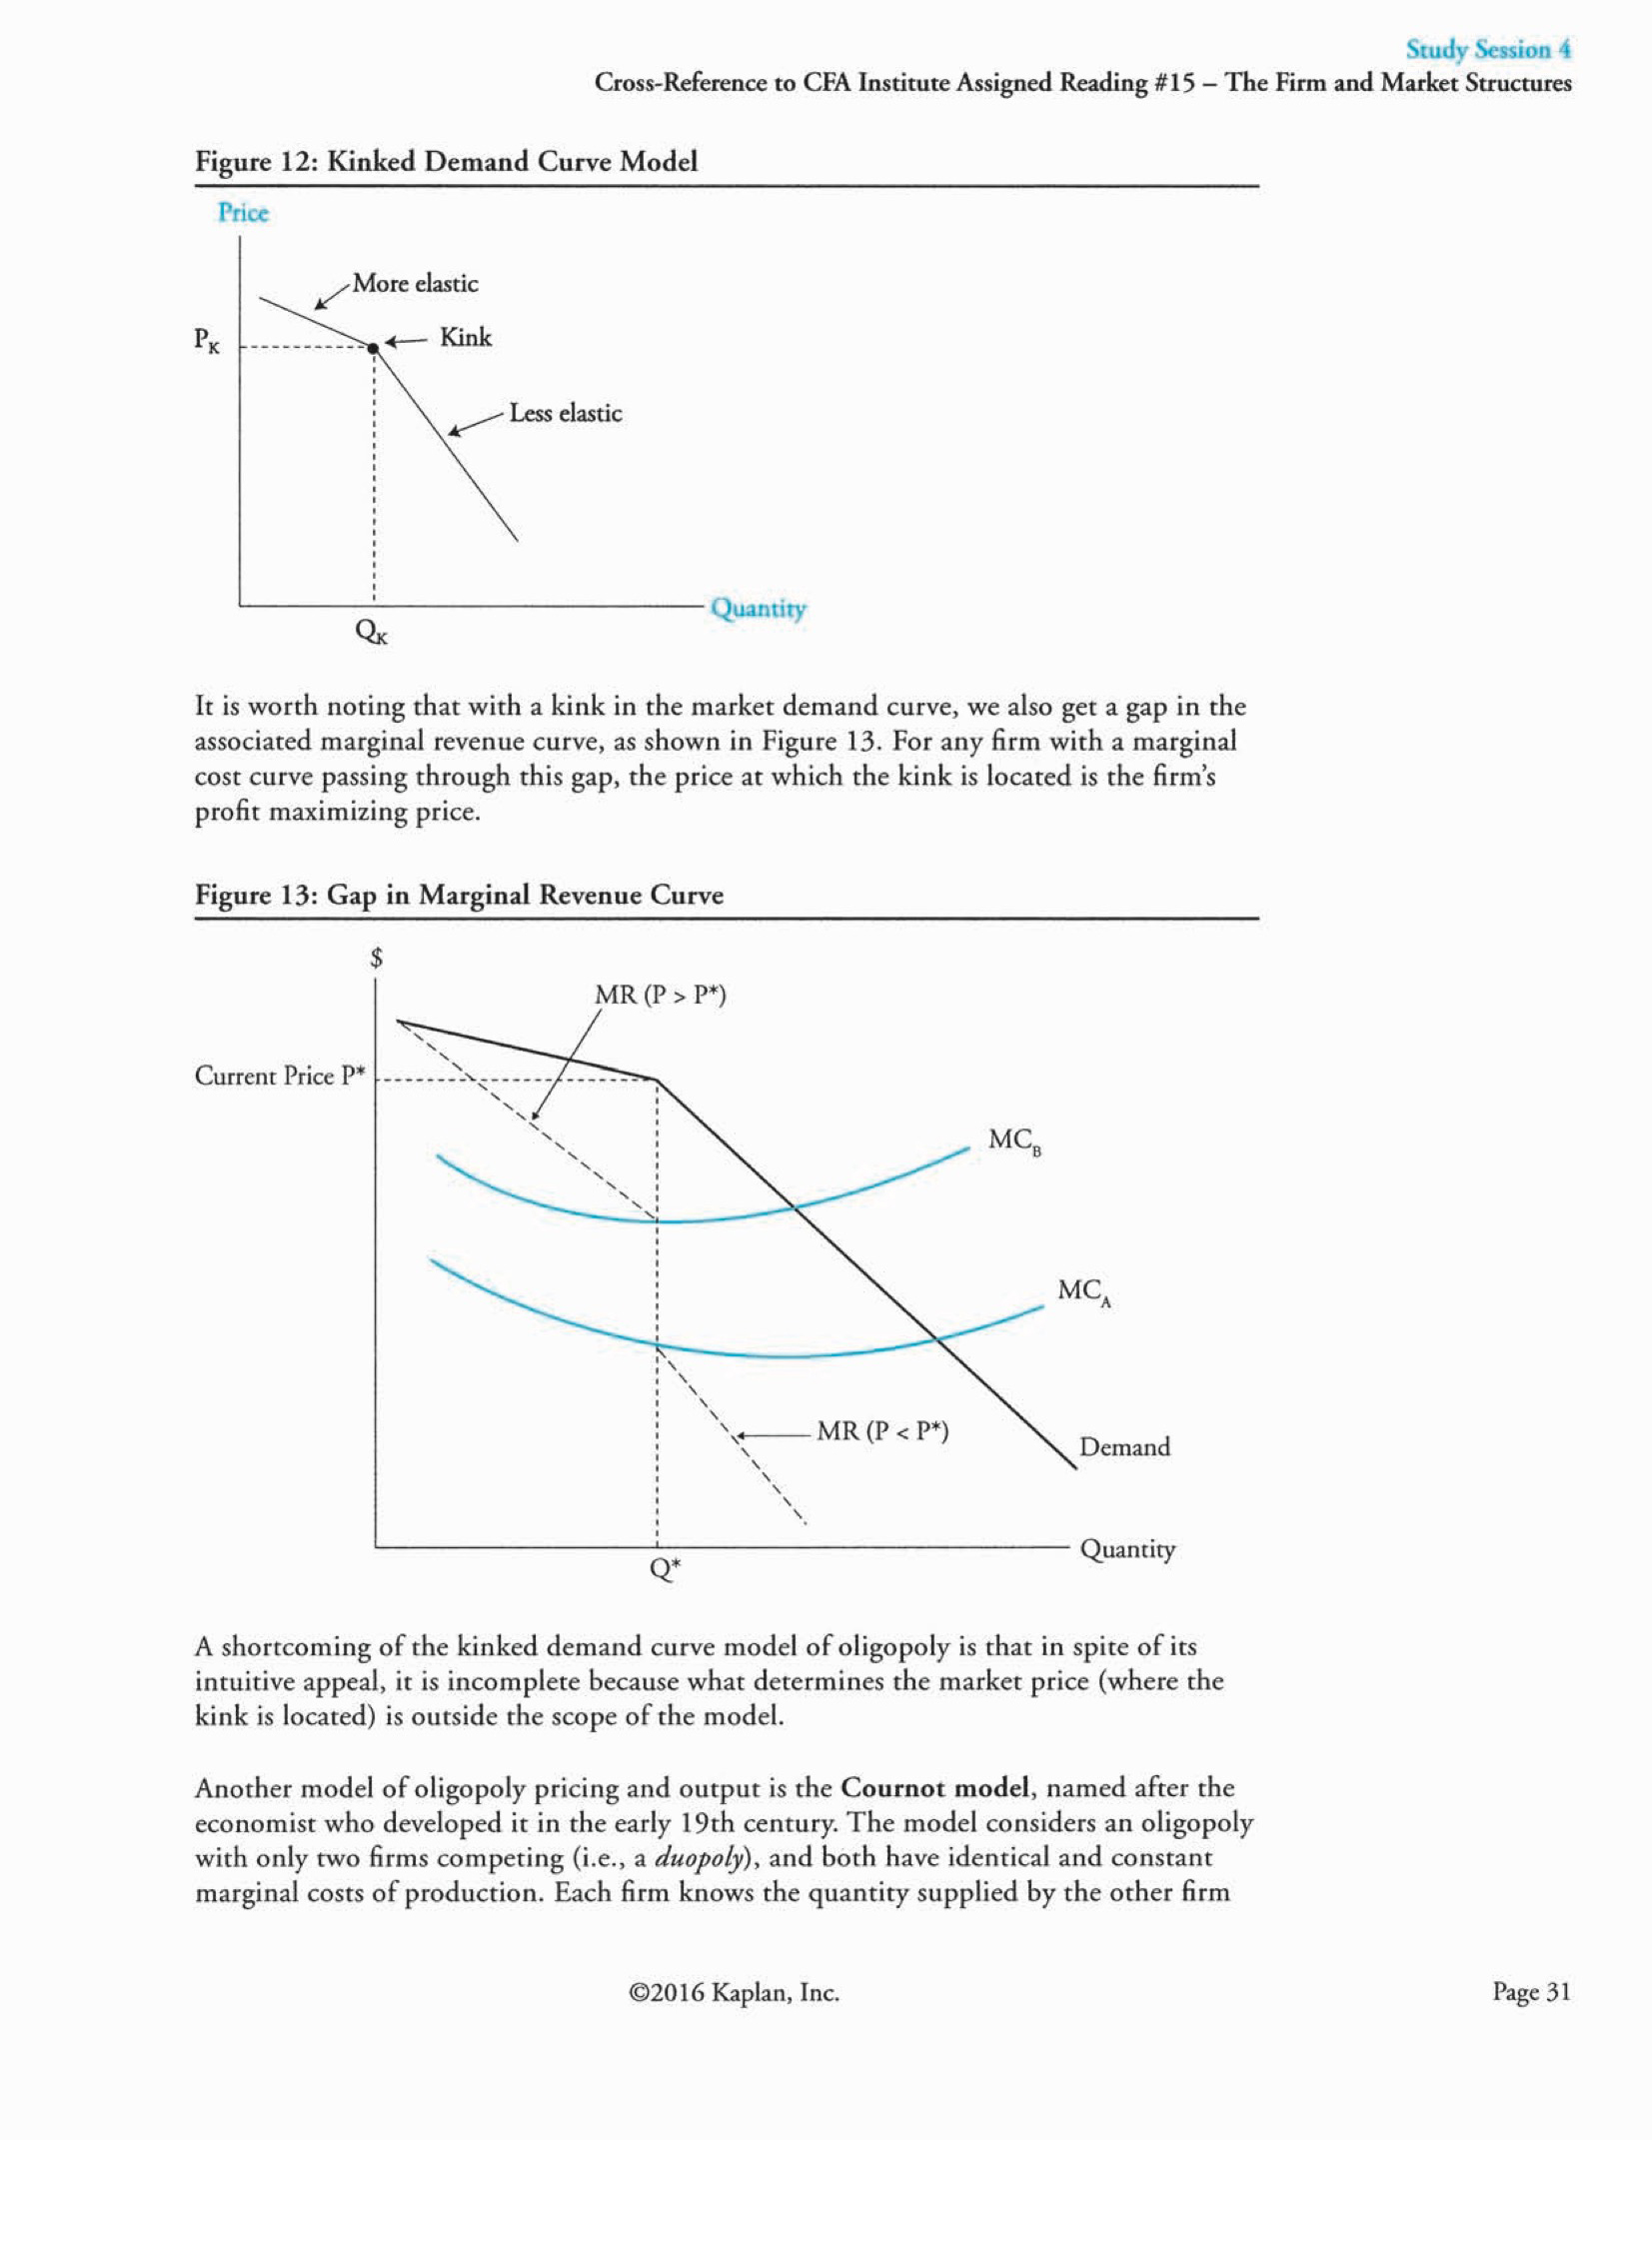 Study Session 4
Cross-Reference to CFA Institute Assigned Reading #15 – The Firm and Market Structures
Figure 12: Kinked Demand Curve Model
Price
More elastic
PK
Kink
Less elastic
Quantity
QK
It is worth noting that with a kink in the market demand curve, we also get a gap in the
associated marginal revenue curve, as shown in Figure 13. For any firm with a marginal
cost curve passing through this gap, the price at which the kink is located is the firm's
profit maximizing price.
Figure 13: Gap in Marginal Revenue Curve
$
MR (P > P*)
Current Price P*
MCB
MCA
MR (P < P*)
Demand
Quantity
Q*
A shortcoming of the kinked demand curve model of oligopoly is that in spite of its
intuitive appeal, it is incomplete because what determines the market price (where the
kink is located) is outside the scope of the model.
Another model of oligopoly pricing and output is the Cournot model, named after the
economist who developed it in the early 19th century. The model considers an oligopoly
with only two firms competing (i.e., a duopoly), and both have identical and constant
marginal costs of production. Each firm knows the quantity supplied by the other firm
©2016 Kaplan, Inc.
Page 31